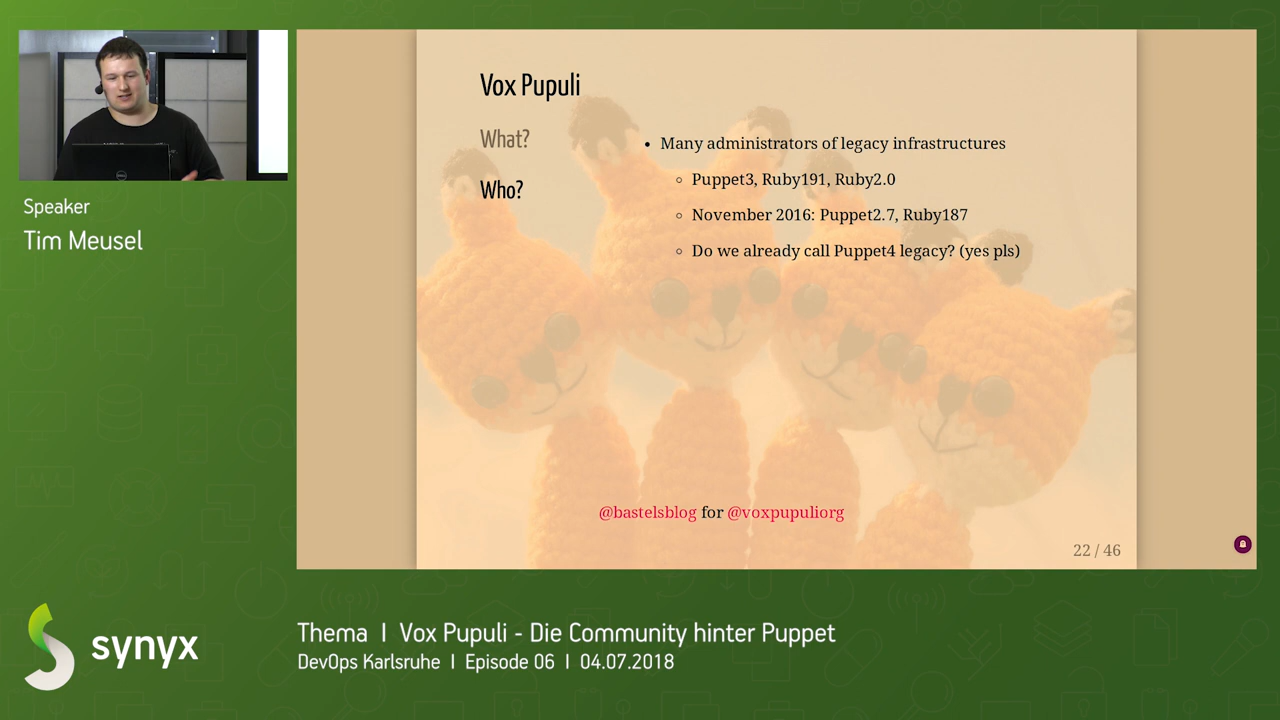 Speaker
Tim Meusel
Vox Pupuli
What?
Who?
• Many administrators of legacy infrastructures
◦ Puppet3, Ruby191, Ruby2.0
◦ November 2016: Puppet2.7, Ruby187
◦ Do we already call Puppet4 legacy? (yes pls)
@bastelsblog for @voxpupuliorg
22 / 46
synyx
Thema I Vox Pupuli - Die Community hinter Puppet
DevOps Karlsruhe I Episode 06 I 04.07.2018